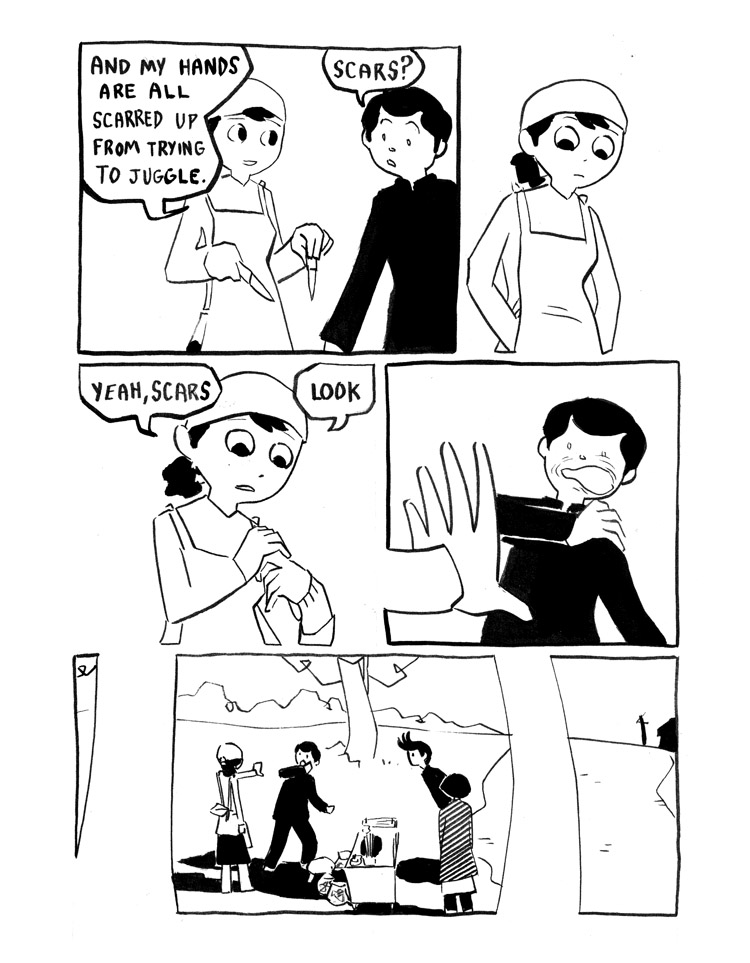 AND MY HANDS
ARE ALL
SCARRED UP
FROM TRYING
TO JUGGLE.
SCARS?
YEAH, SCARS
LOOK